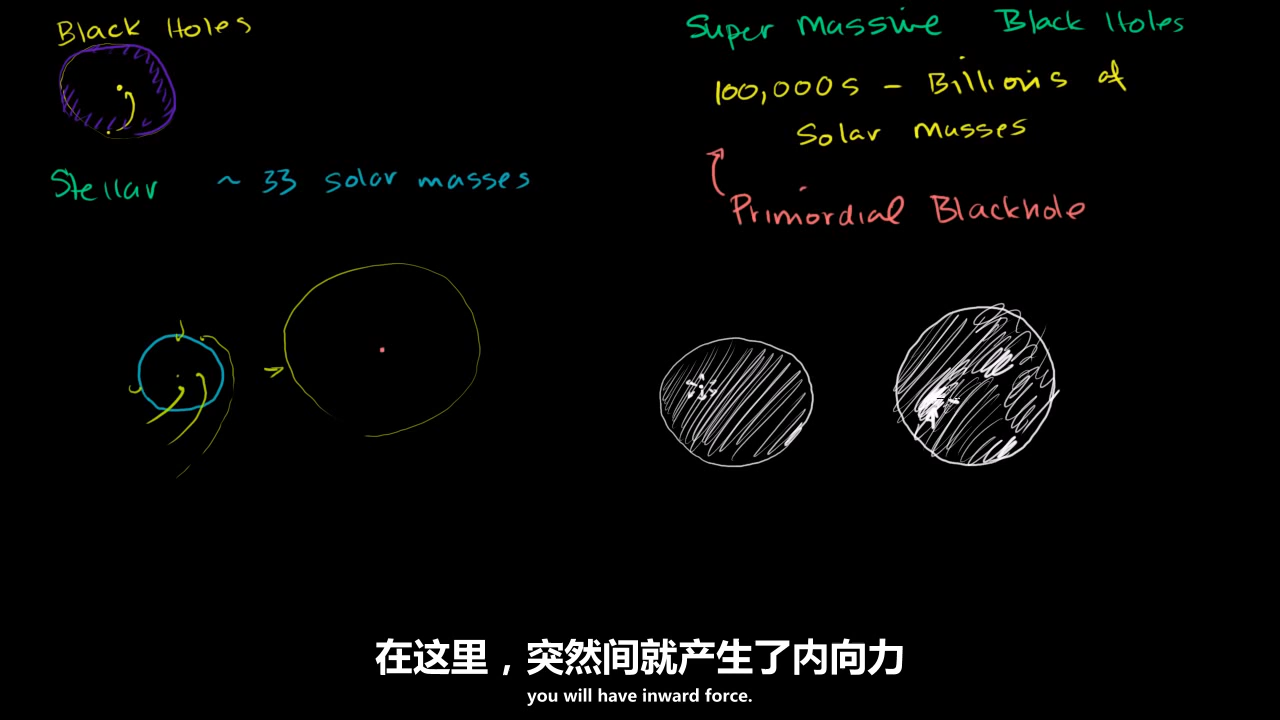 Black Holes
Super Massive Black Holes
100,000s - Billions of
Solar Masses
Stellar ~ 33 solar masses
Primordial Blackhole
在这里，突然间就产生了内向力
you will have inward force.